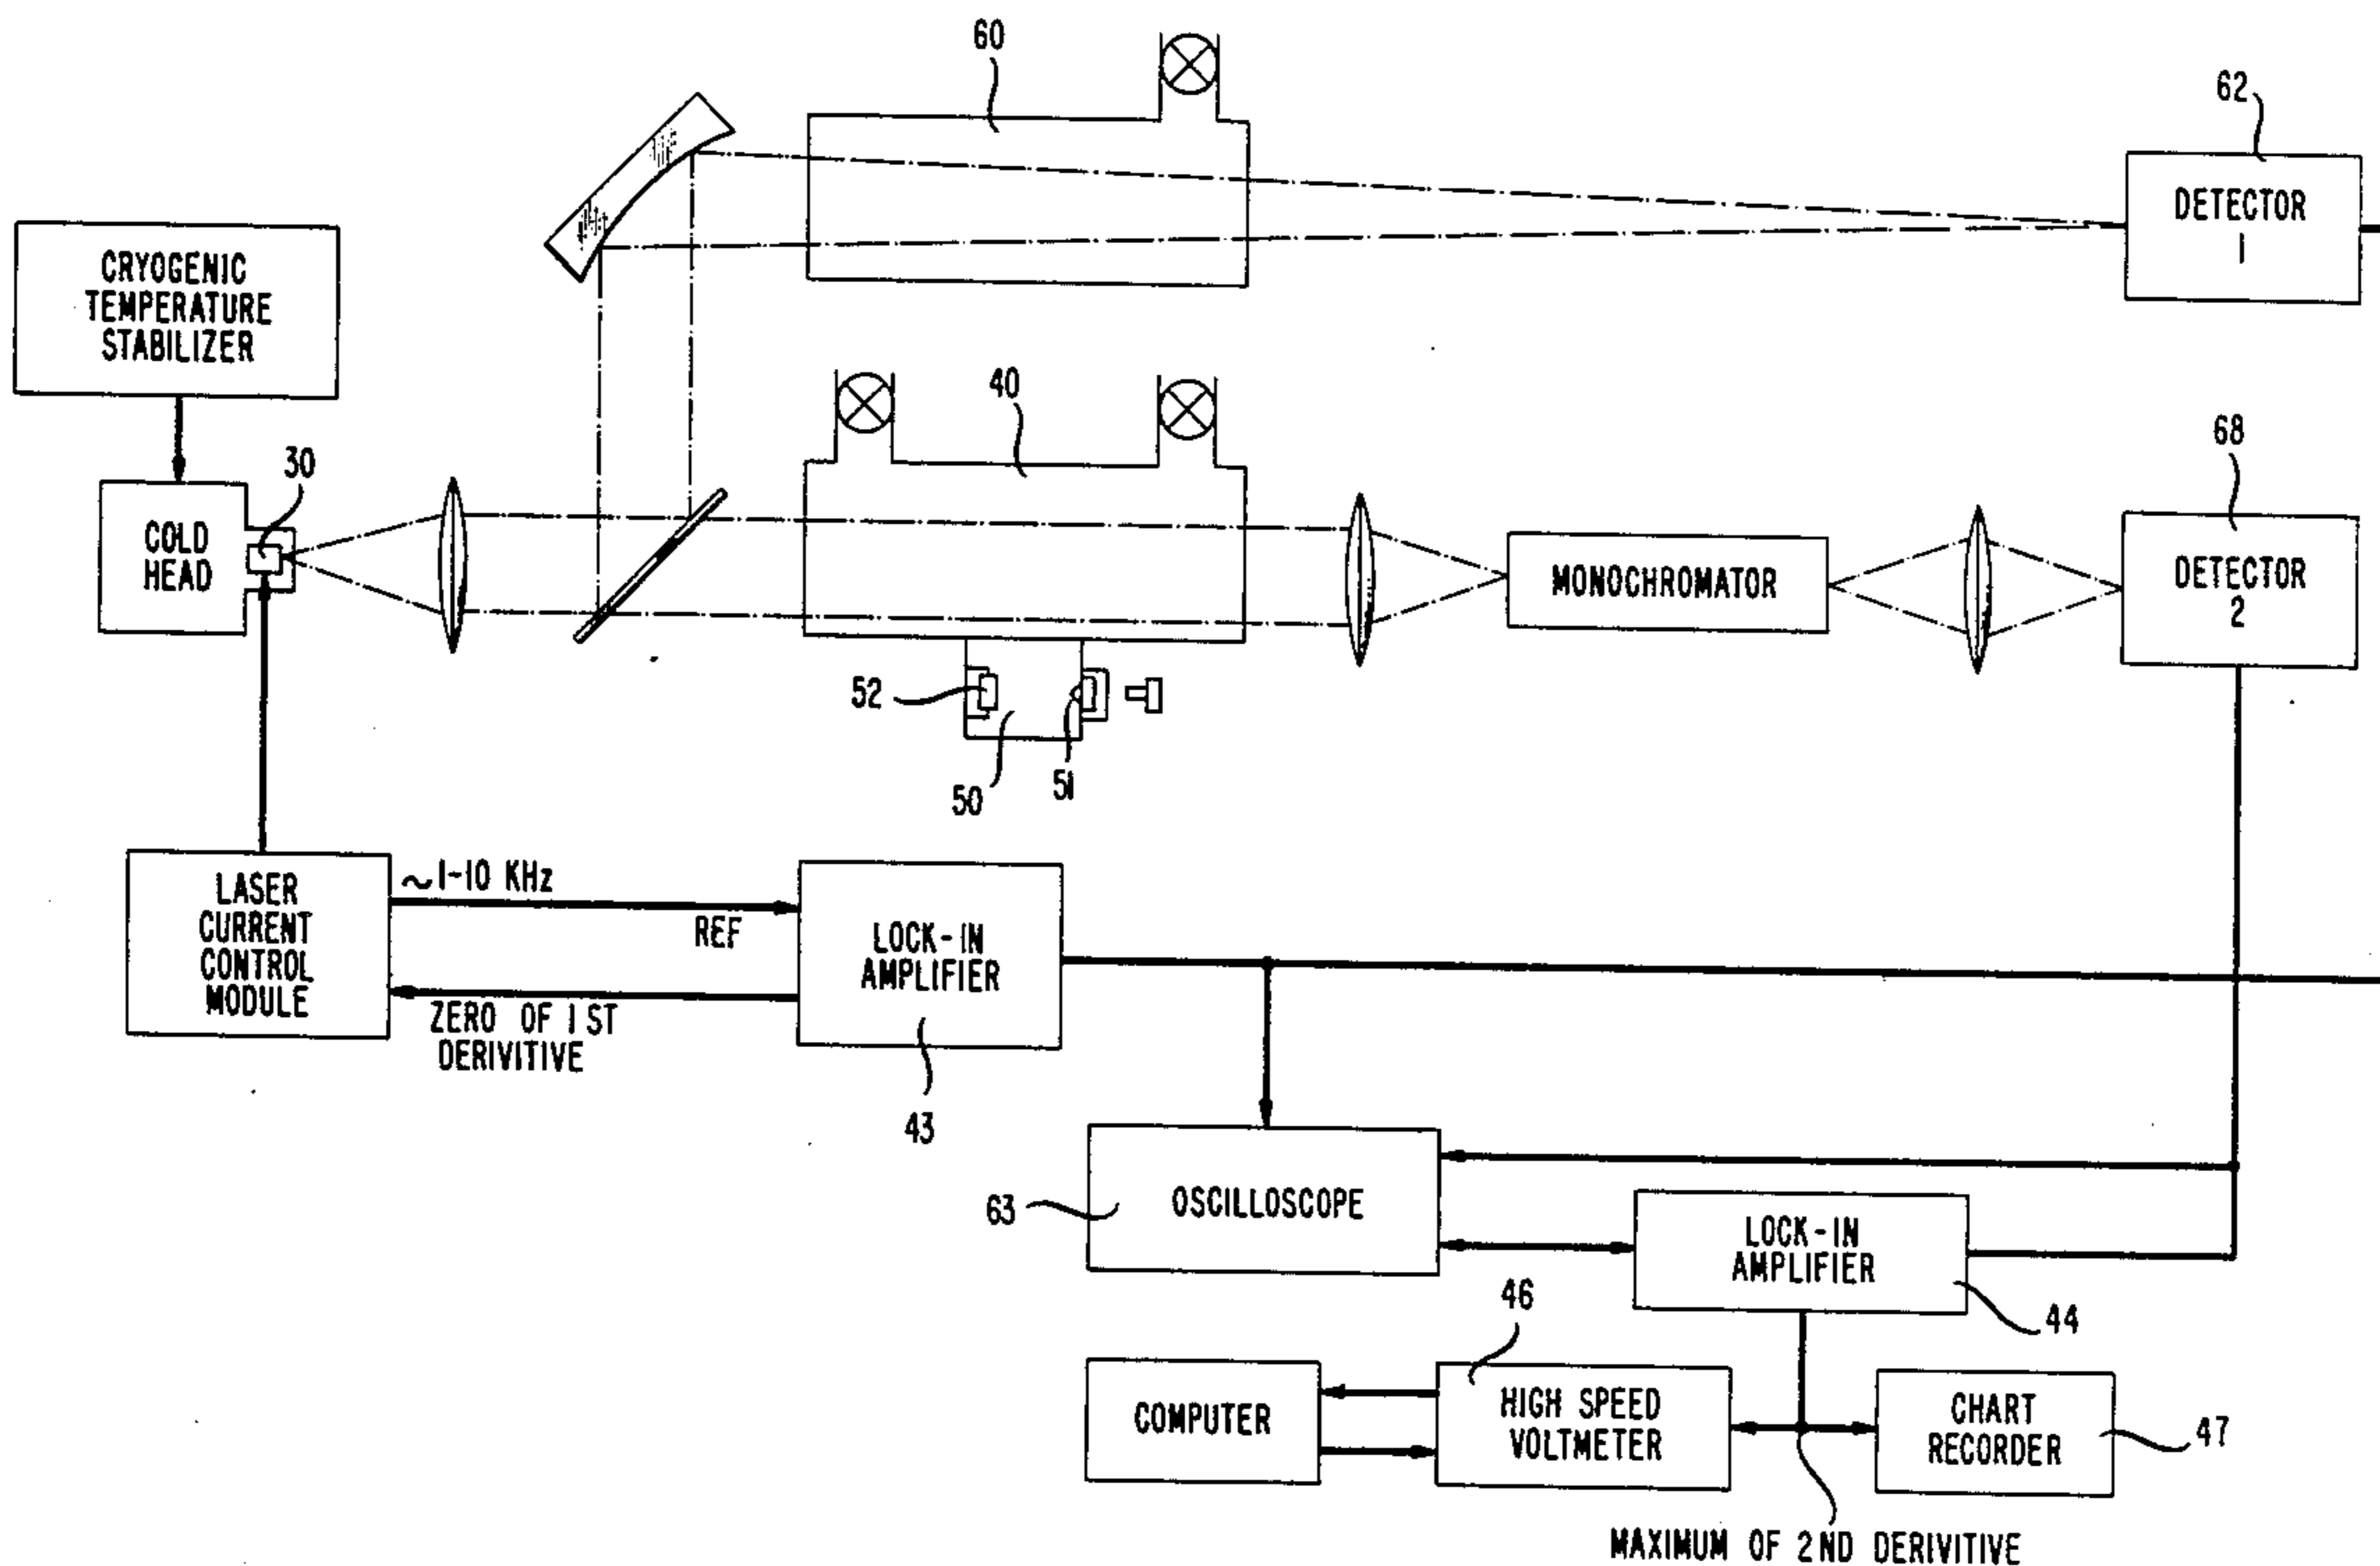 60
62
DETECTOR
1
CRYOGENIC
TEMPERATURE
STABILIZER
30
40
68
COLD
HEAD
MONOCHROMATOR
DETECTOR
2
52
50
51
LASER
CURRENT
CONTROL
MODULE
~1-10 KHz
REF
ZERO OF 1ST
DERIVITIVE
LOCK-IN
AMPLIFIER
43
63
OSCILLOSCOPE
LOCK-IN
AMPLIFIER
44
46
COMPUTER
HIGH SPEED
VOLTMETER
CHART
RECORDER
47
MAXIMUM OF 2ND DERIVITIVE